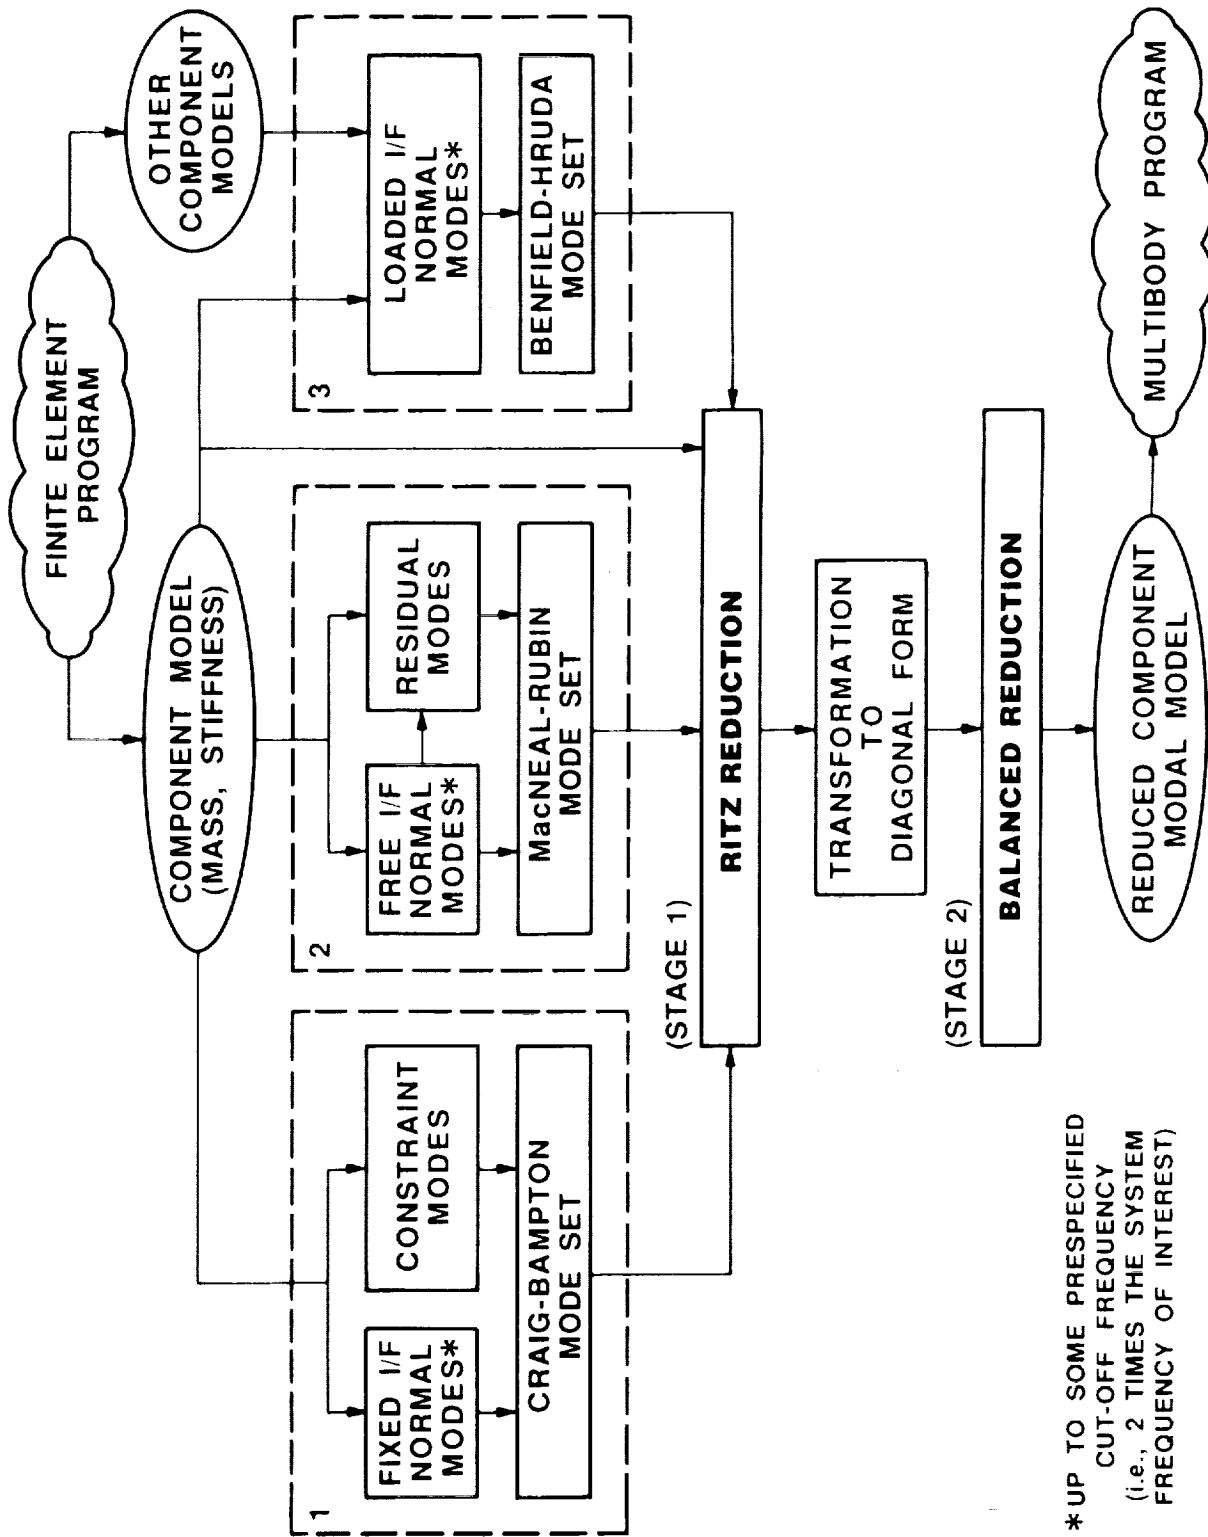 FINITE ELEMENT
PROGRAM
COMPONENT MODEL
(MASS, STIFFNESS)
OTHER
COMPONENT
MODELS
1
FIXED I/F
NORMAL
MODES*
CONSTRAINT
MODES
CRAIG-BAMPTON
MODE SET
2
FREE I/F
NORMAL
MODES*
RESIDUAL
MODES
MacNEAL-RUBIN
MODE SET
3
LOADED I/F
NORMAL
MODES*
BENFIELD-HRUDA
MODE SET
(STAGE 1)
RITZ REDUCTION
TRANSFORMATION
TO
DIAGONAL FORM
(STAGE 2)
BALANCED REDUCTION
REDUCED COMPONENT
MODAL MODEL
MULTIBODY PROGRAM
*UP TO SOME PRESPECIFIED
CUT-OFF FREQUENCY
(i.e., 2 TIMES THE SYSTEM
FREQUENCY OF INTEREST)